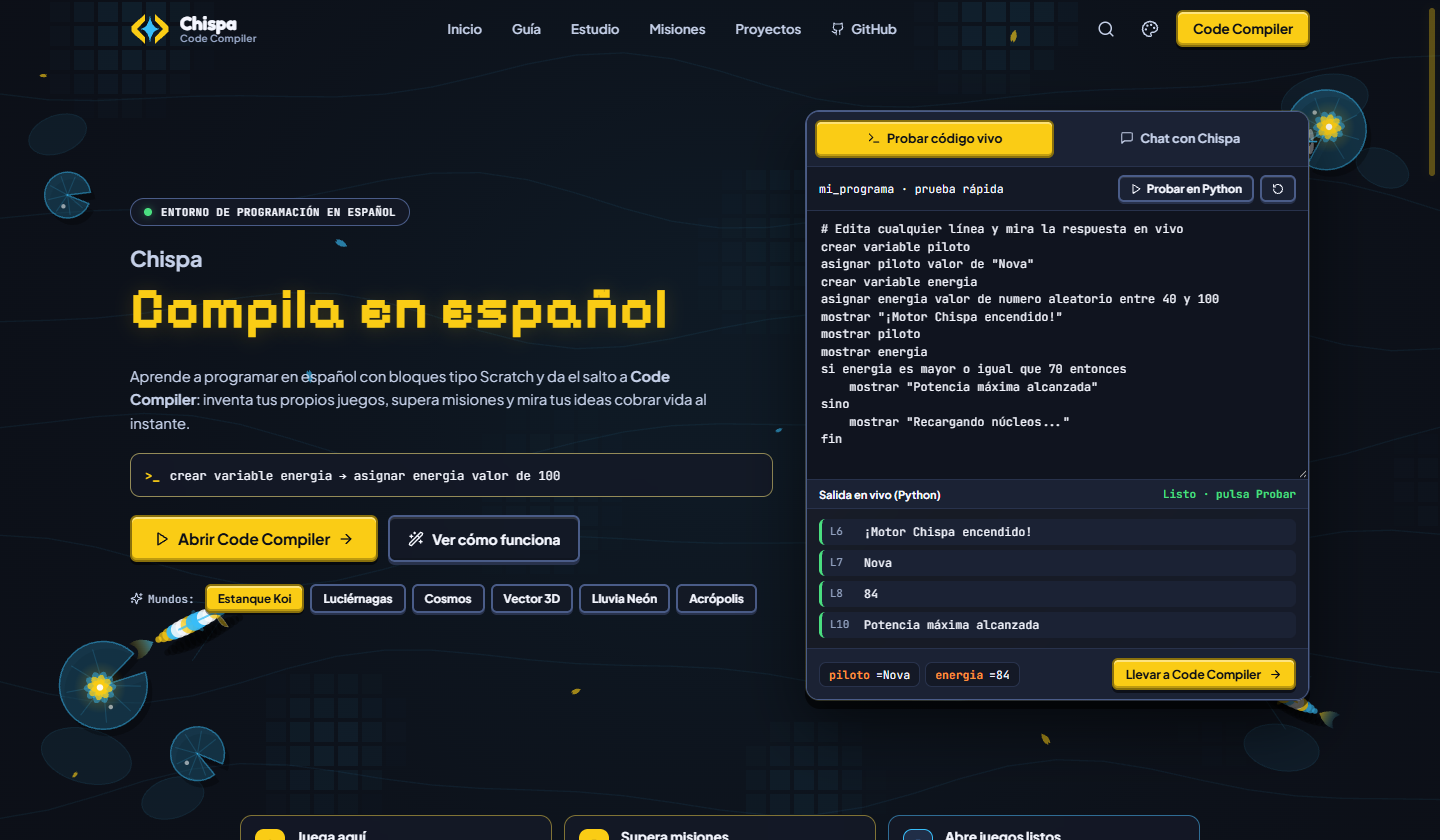 Chispa
Code Compiler
Inicio
Guía
Estudio
Misiones
Proyectos
GitHub
Code Compiler
ENTORNO DE PROGRAMACIÓN EN ESPAÑOL
Chispa
Compila en español
Aprende a programar en español con bloques tipo Scratch y da el salto a Code
Compiler: inventa tus propios juegos, supera misiones y mira tus ideas cobrar vida al
instante.
>_ crear variable energia → asignar energia valor de 100
Abrir Code Compiler →
Ver cómo funciona
Mundos:
Estanque Koi
Luciérnagas
Cosmos
Vector 3D
Lluvia Neón
Acrópolis
Probar código vivo
Chat con Chispa
mi_programa · prueba rápida
Probar en Python
# Edita cualquier línea y mira la respuesta en vivo
crear variable piloto
asignar piloto valor de "Nova"
crear variable energia
asignar energia valor de numero aleatorio entre 40 y 100
mostrar "¡Motor Chispa encendido!"
mostrar piloto
mostrar energia
si energia es mayor o igual que 70 entonces
    mostrar "Potencia máxima alcanzada"
sino
    mostrar "Recargando núcleos..."
fin
Salida en vivo (Python)
Listo · pulsa Probar
L6 ¡Motor Chispa encendido!
L7 Nova
L8 84
L10 Potencia máxima alcanzada
piloto =Nova
energia =84
Llevar a Code Compiler →
Juega aquí
Supera misiones
Abre juegos listos